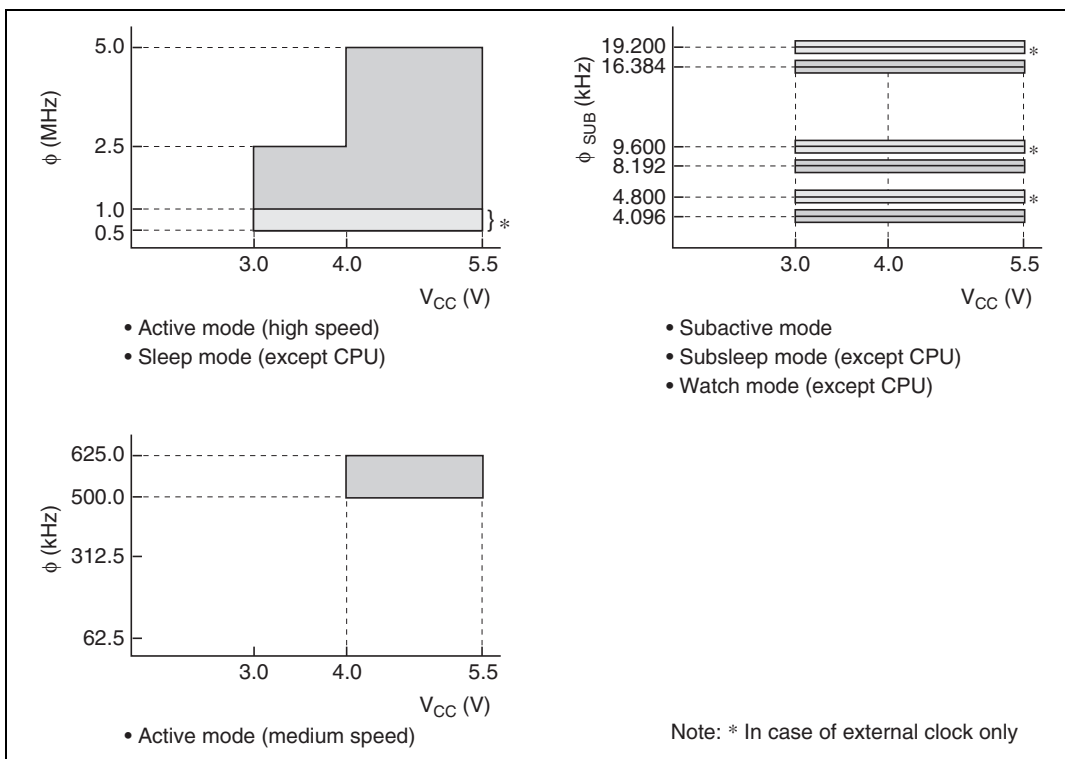 φ (MHz)
5.0
2.5
1.0
0.5
} *
3.0 4.0 5.5
VCC (V)
• Active mode (high speed)
• Sleep mode (except CPU)
φ SUB (kHz)
19.200
*
16.384
9.600
*
8.192
4.800
*
4.096
3.0 4.0 5.5
VCC (V)
• Subactive mode
• Subsleep mode (except CPU)
• Watch mode (except CPU)
φ (kHz)
625.0
500.0
312.5
62.5
3.0 4.0 5.5
VCC (V)
• Active mode (medium speed)
Note: * In case of external clock only